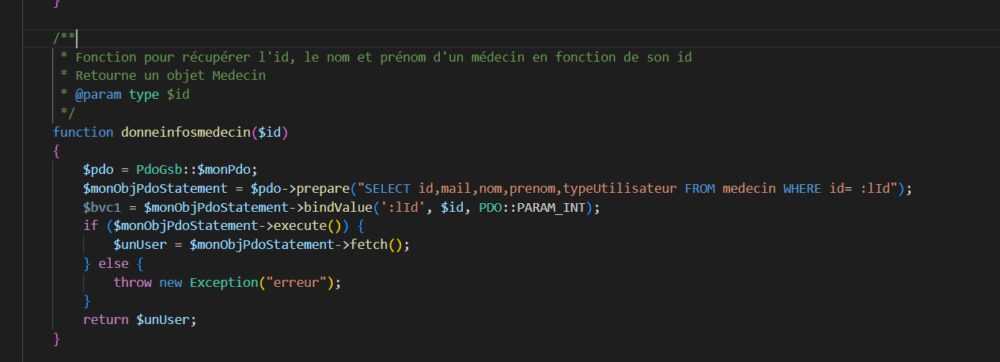 }
/**
* Fonction pour récupérer l'id, le nom et prénom d'un médecin en fonction de son id
* Retourne un objet Medecin
* @param type $id
*/
function donneinfosmedecin($id)
{
$pdo = PdoGsb::$monPdo;
$monObjPdoStatement = $pdo->prepare("SELECT id,mail,nom,prenom,typeUtilisateur FROM medecin WHERE id= :lId");
$bvc1 = $monObjPdoStatement->bindValue(':lId', $id, PDO::PARAM_INT);
if ($monObjPdoStatement->execute()) {
$unUser = $monObjPdoStatement->fetch();
} else {
throw new Exception("erreur");
}
return $unUser;
}